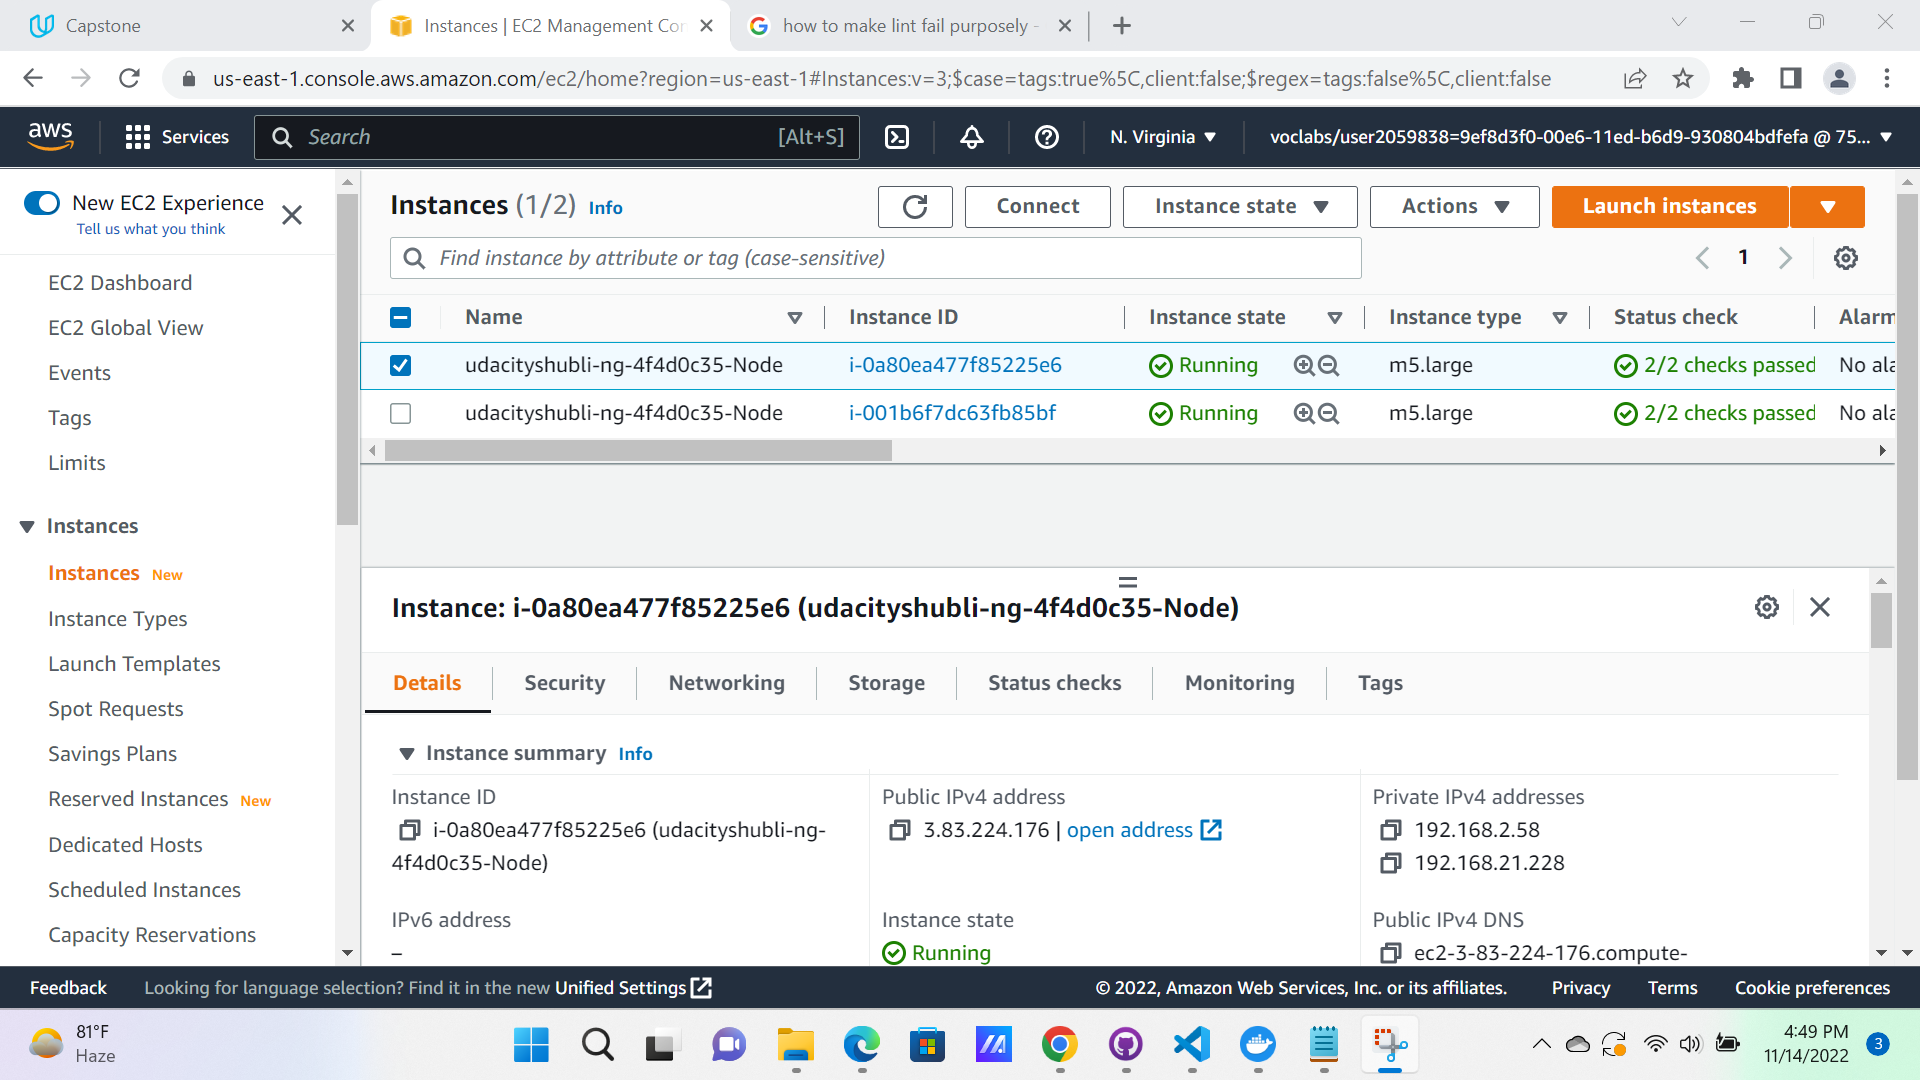 Capstone
Instances | EC2 Management Cor
how to make lint fail purposely -
us-east-1.console.aws.amazon.com/ec2/home?region=us-east-1#Instances:v=3;$case=tags:true%5C,client:false;$regex=tags:false%5C,client:false
aws
Services
Search
[Alt+S]
N. Virginia
voclabs/user2059838=9ef8d3f0-00e6-11ed-b6d9-930804bdfefa @ 75...
New EC2 Experience
Tell us what you think
EC2 Dashboard
EC2 Global View
Events
Tags
Limits
Instances
Instances New
Instance Types
Launch Templates
Spot Requests
Savings Plans
Reserved Instances New
Dedicated Hosts
Scheduled Instances
Capacity Reservations
Instances (1/2) Info
Connect
Instance state
Actions
Launch instances
Find instance by attribute or tag (case-sensitive)
1
Name Instance ID Instance state Instance type Status check Alarm
udacityshubli-ng-4f4d0c35-Node i-0a80ea477f85225e6 Running m5.large 2/2 checks passed No ala
udacityshubli-ng-4f4d0c35-Node i-001b6f7dc63fb85bf Running m5.large 2/2 checks passed No ala
Instance: i-0a80ea477f85225e6 (udacityshubli-ng-4f4d0c35-Node)
Details Security Networking Storage Status checks Monitoring Tags
Instance summary Info
Instance ID
i-0a80ea477f85225e6 (udacityshubli-ng-
4f4d0c35-Node)
Public IPv4 address
3.83.224.176 | open address
Private IPv4 addresses
192.168.2.58
192.168.21.228
IPv6 address
–
Instance state
Running
Public IPv4 DNS
ec2-3-83-224-176.compute-
Feedback
Looking for language selection? Find it in the new Unified Settings
© 2022, Amazon Web Services, Inc. or its affiliates.
Privacy
Terms
Cookie preferences
81°F
Haze
4:49 PM
11/14/2022
3